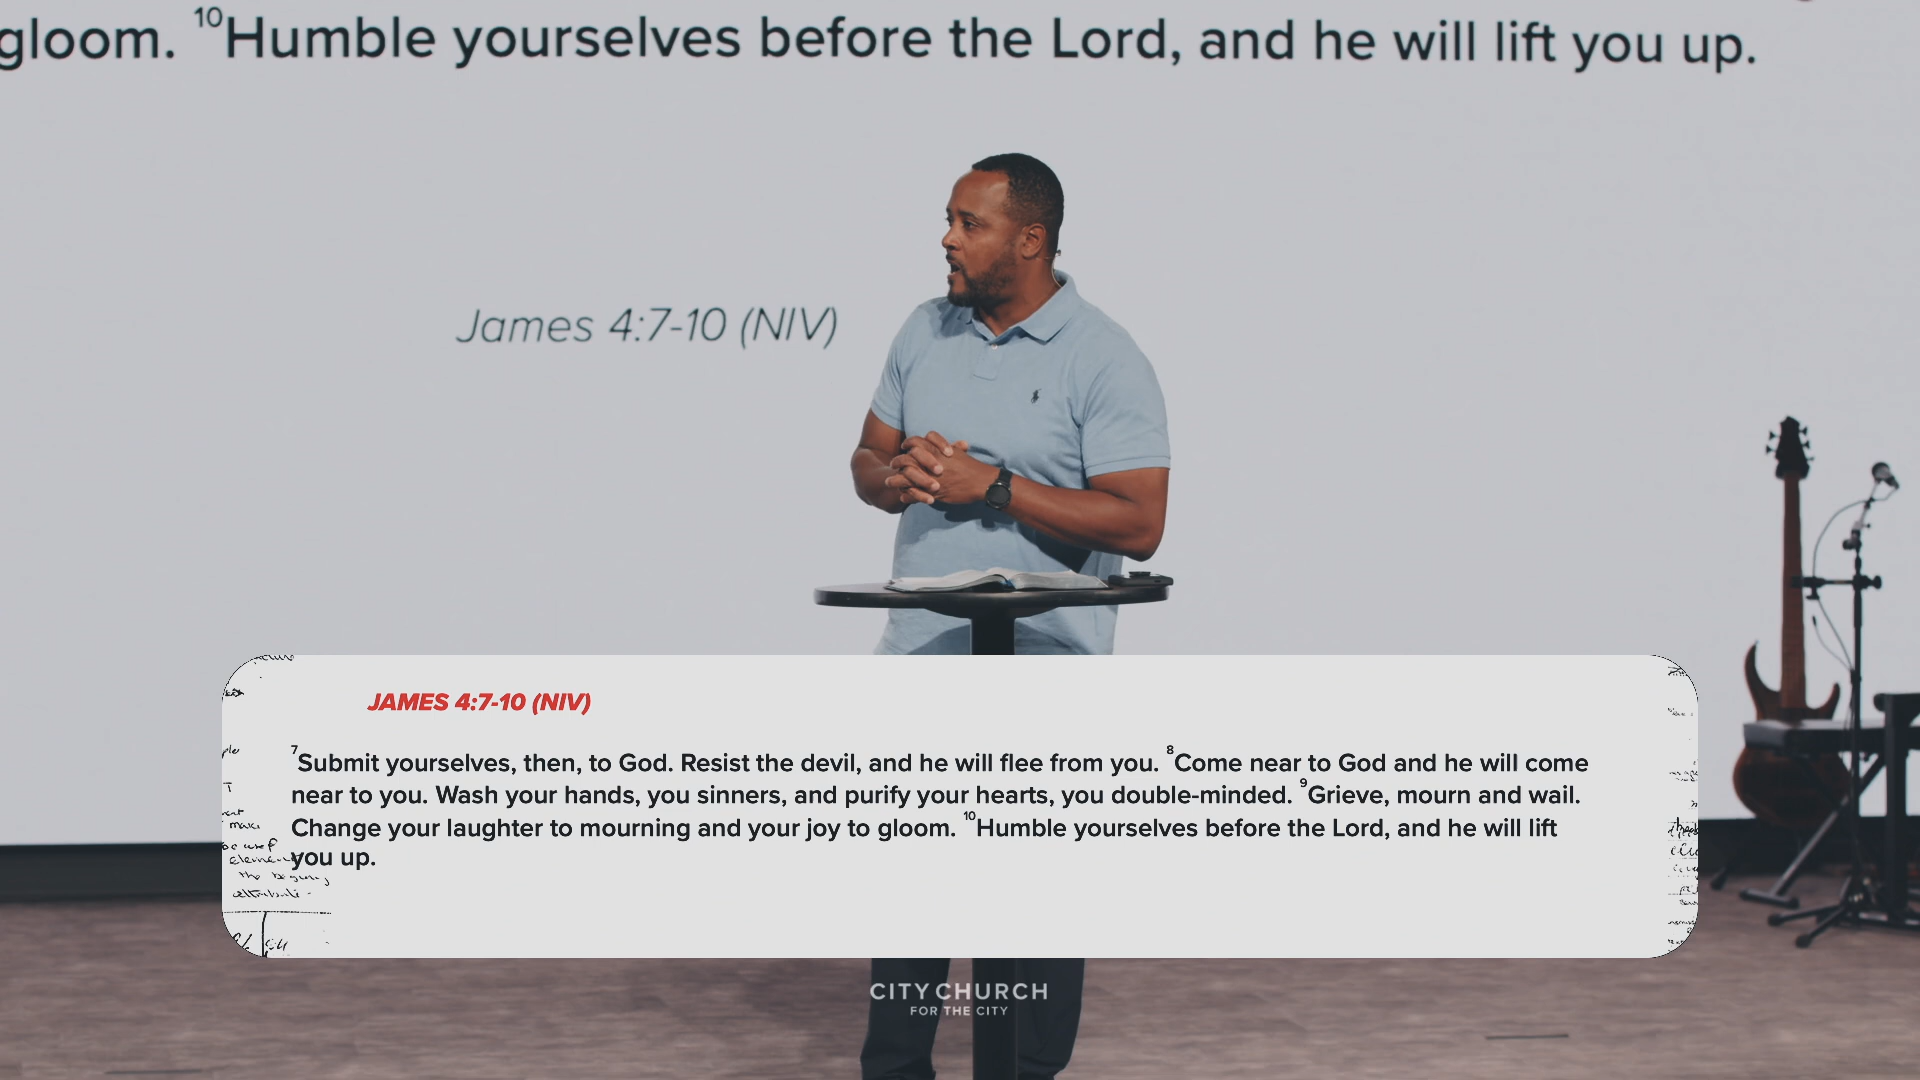 gloom. ¹⁰Humble yourselves before the Lord, and he will lift you up.
James 4:7-10 (NIV)
JAMES 4:7-10 (NIV)
⁷Submit yourselves, then, to God. Resist the devil, and he will flee from you. ⁸Come near to God and he will come
near to you. Wash your hands, you sinners, and purify your hearts, you double-minded. ⁹Grieve, mourn and wail.
Change your laughter to mourning and your joy to gloom. ¹⁰Humble yourselves before the Lord, and he will lift
you up.
CITY CHURCH
FOR THE CITY